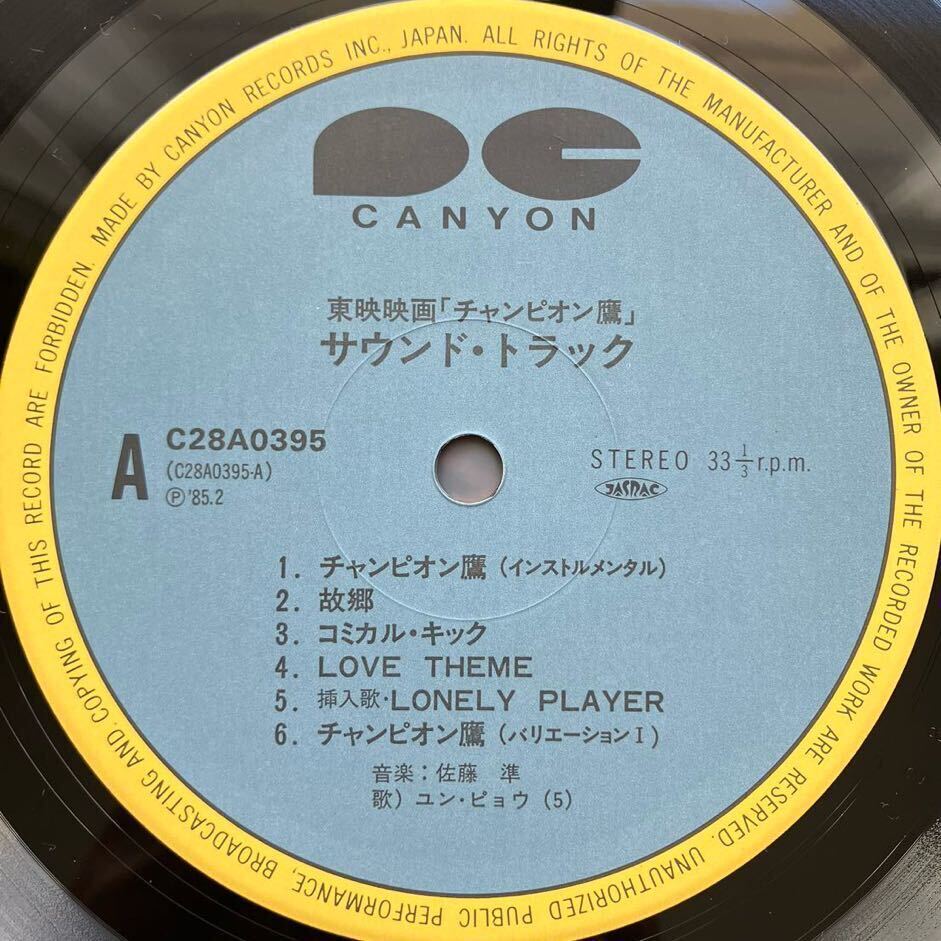 MADE BY CANYON RECORDS INC., JAPAN. ALL RIGHTS OF THE MANUFACTURER AND OF THE OWNER OF THE RECORDED WORK ARE RESERVED. UNAUTHORIZED PUBLIC PERFORMANCE, BROADCASTING AND COPYING OF THIS RECORD ARE FORBIDDEN.
PC
CANYON
東映映画「チャンピオン鷹」
サウンド・トラック
A
C28A0395
(C28A0395-A)
Ⓟ'85.2
STEREO 33 1/3 r.p.m.
JASRAC
1. チャンピオン鷹 (インストルメンタル)
2. 故郷
3. コミカル・キック
4. LOVE THEME
5. 挿入歌・LONELY PLAYER
6. チャンピオン鷹 (バリエーションⅠ)
音楽：佐藤 準
歌) ユン・ピョウ (5)